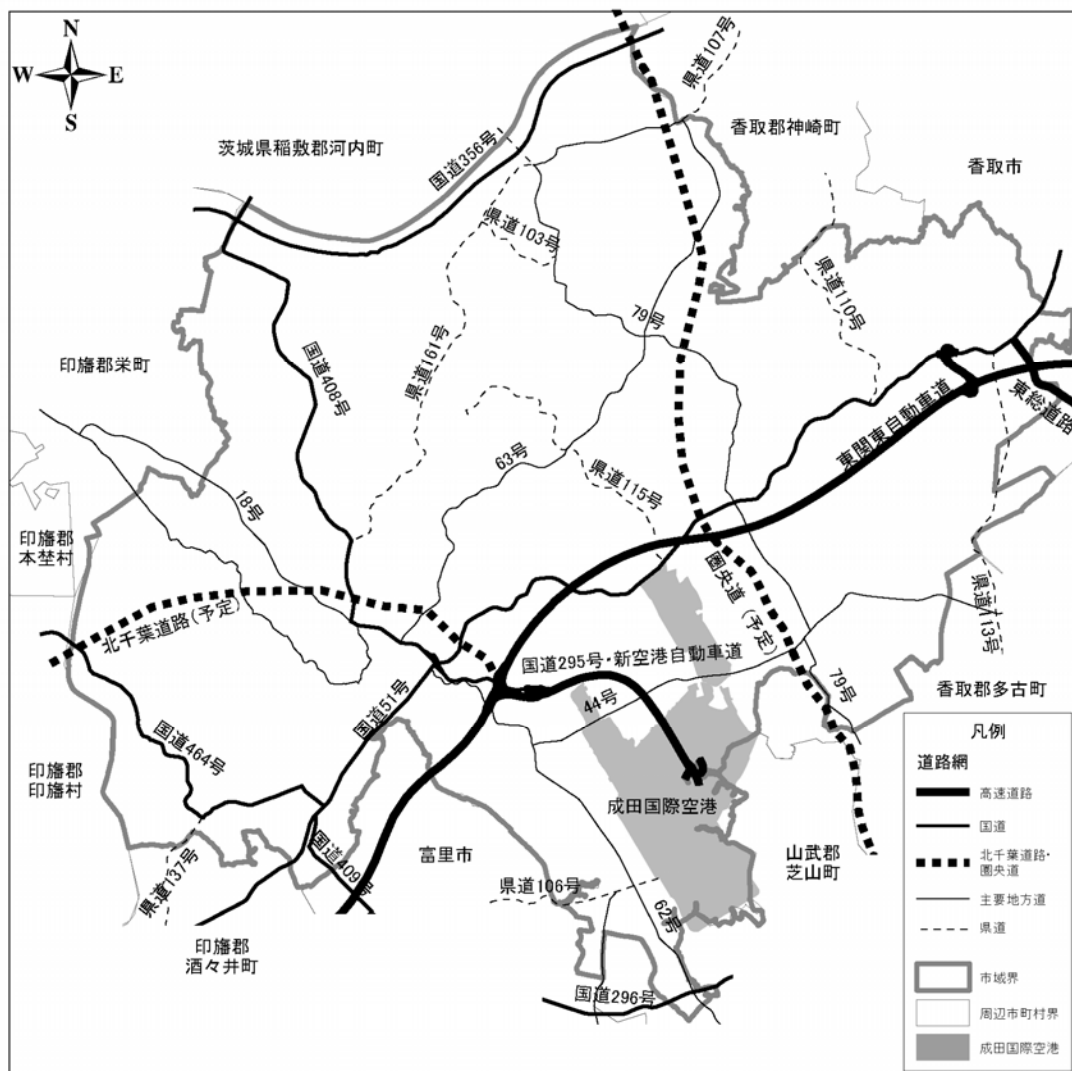 N
W E
S
県道107号
香取郡神崎町
茨城県稲敷郡河内町
国道356号
香取市
県道103号
県道110号
79号
県道161号
国道408号
印旛郡栄町
東総道路
東関東自動車道
63号
県道115号
18号
印旛郡
本埜村
圏央道(予定)
県道113号
北千葉道路(予定)
国道295号・新空港自動車道
79号
44号
香取郡多古町
国道51号
国道464号
印旛郡
印旛村
成田国際空港
富里市
山武郡
芝山町
国道409号
県道137号
県道106号
62号
印旛郡
酒々井町
国道296号
凡例
道路網
高速道路
国道
北千葉道路・
圏央道
主要地方道
県道
市域界
周辺市町村界
成田国際空港